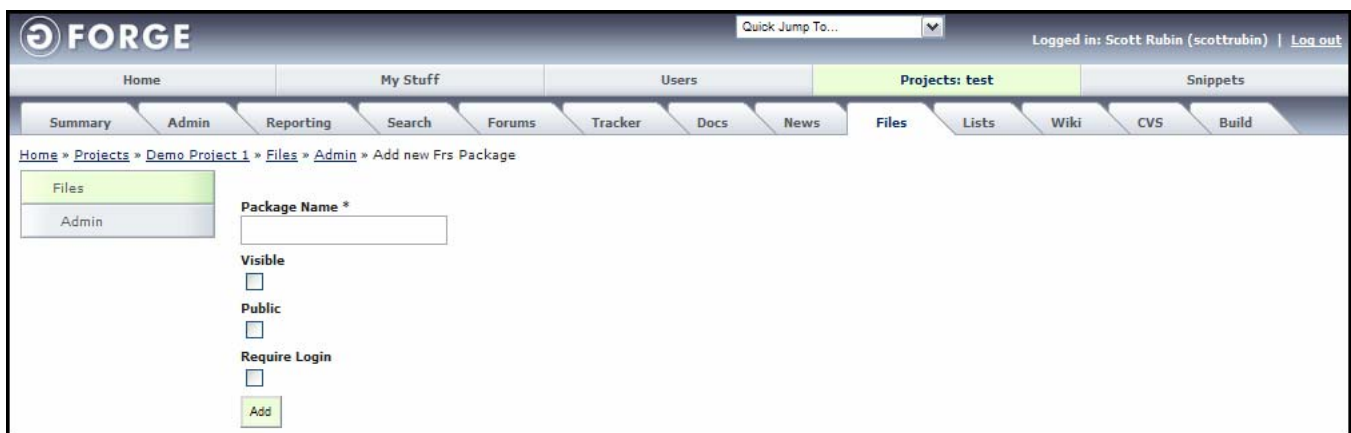 GFORGE
Quick Jump To...
Logged in: Scott Rubin (scottrubin) | Log out
Home My Stuff Users Projects: test Snippets
Summary Admin Reporting Search Forums Tracker Docs News Files Lists Wiki CVS Build
Home » Projects » Demo Project 1 » Files » Admin » Add new Frs Package
Files
Admin
Package Name *
Visible
Public
Require Login
Add